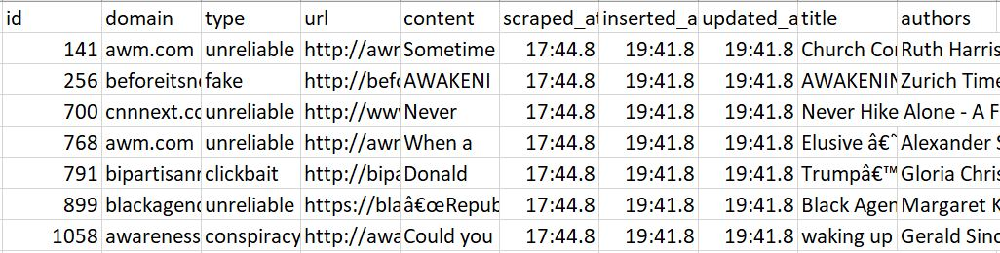 id domain type url content scraped_at inserted_a updated_a title authors
141 awm.com unreliable http://awr Sometime 17:44.8 19:41.8 19:41.8 Church Co Ruth Harris
256 beforeitsne fake http://befo AWAKENI 17:44.8 19:41.8 19:41.8 AWAKENIN Zurich Time
700 cnnnext.co unreliable http://www Never 17:44.8 19:41.8 19:41.8 Never Hike Alone - A F
768 awm.com unreliable http://awr When a 17:44.8 19:41.8 19:41.8 Elusive â€˜ Alexander S
791 bipartisanr clickbait http://bipa Donald 17:44.8 19:41.8 19:41.8 Trumpâ€™ Gloria Chris
899 blackagend unreliable https://bla â€œRepub 17:44.8 19:41.8 19:41.8 Black Agen Margaret K
1058 awareness conspiracy http://awa Could you 17:44.8 19:41.8 19:41.8 waking up Gerald Sinc